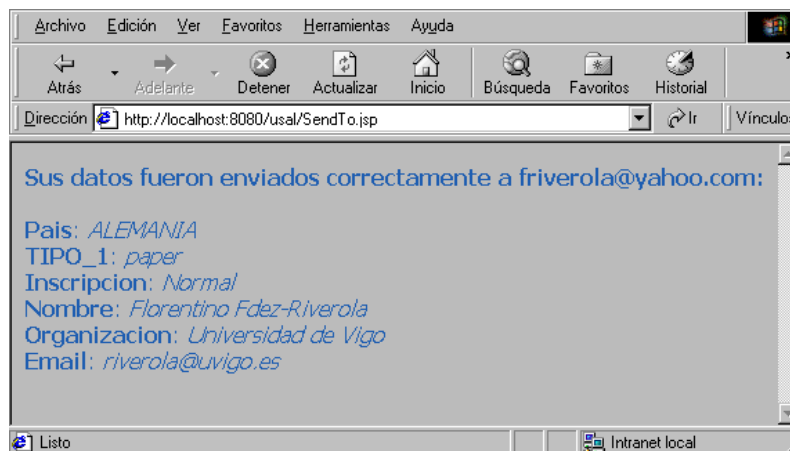 Archivo Edición Ver Favoritos Herramientas Ayuda
Atrás Adelante Detener Actualizar Inicio Búsqueda Favoritos Historial
Dirección http://localhost:8080/usal/SendTo.jsp Ir Vínculos
Sus datos fueron enviados correctamente a friverola@yahoo.com:
Pais: ALEMANIA
TIPO_1: paper
Inscripcion: Normal
Nombre: Florentino Fdez-Riverola
Organizacion: Universidad de Vigo
Email: riverola@uvigo.es
Listo Intranet local